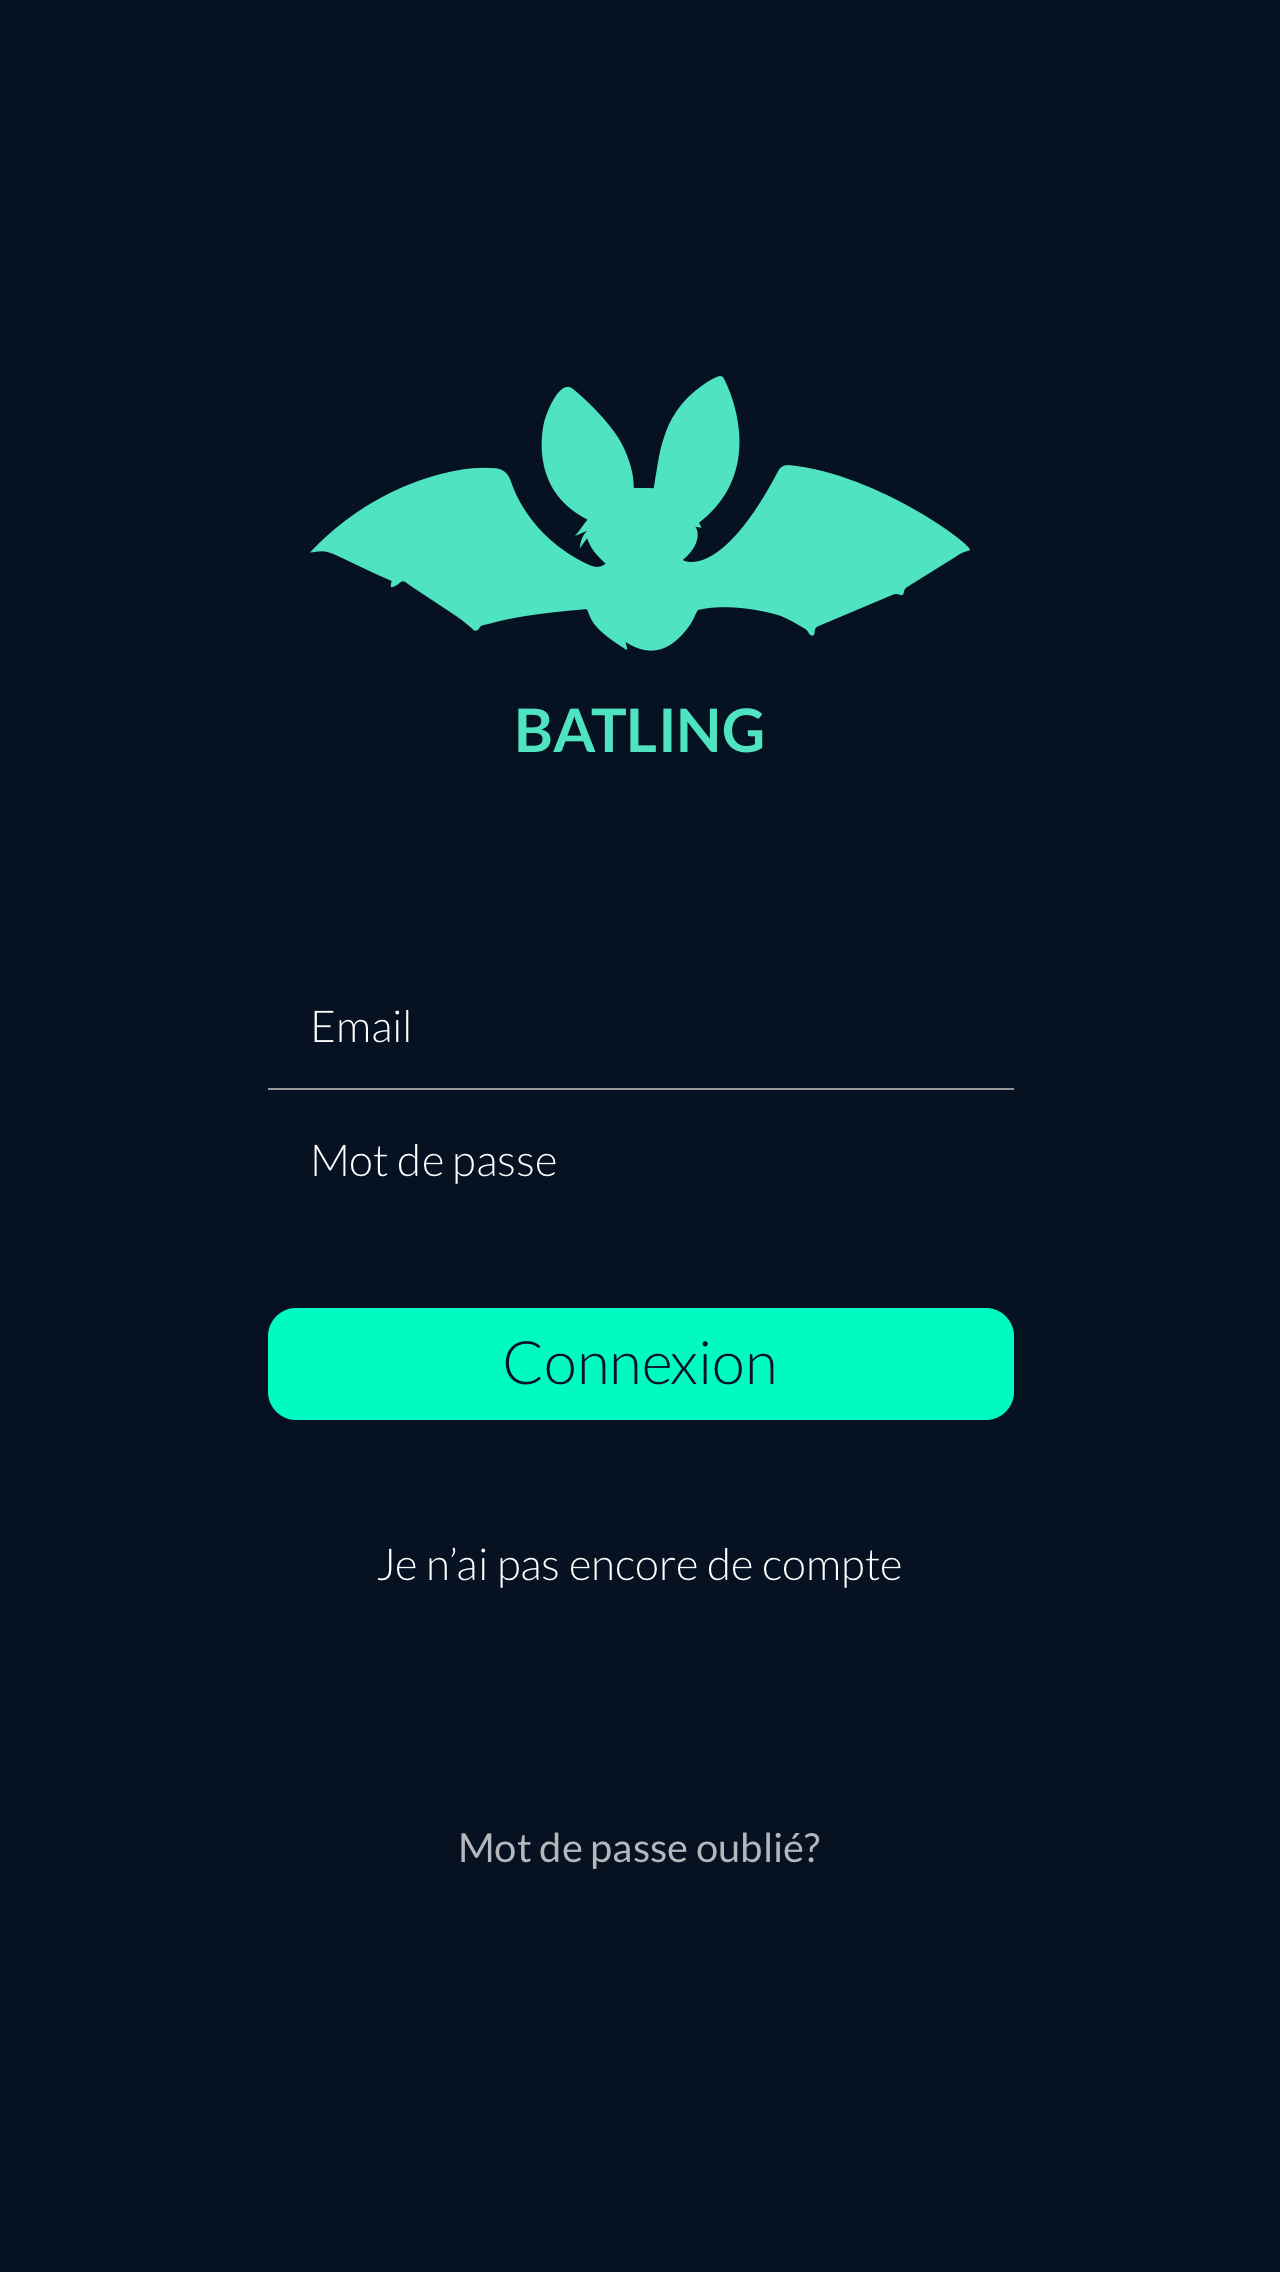 BATLING
Email
Mot de passe
Connexion
Je n’ai pas encore de compte
Mot de passe oublié?